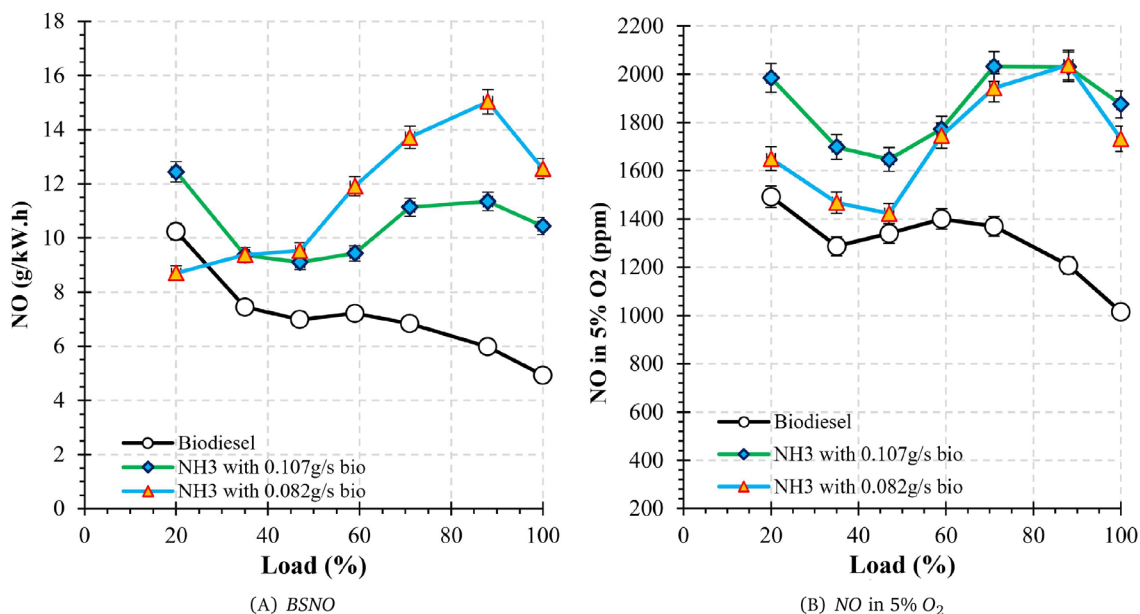 18
16
14
12
10
8
6
4
2
0
NO (g/kW.h)
Biodiesel
NH3 with 0.107g/s bio
NH3 with 0.082g/s bio
0 20 40 60 80 100
Load (%)
(A) BSNO
2200
2000
1800
1600
1400
1200
1000
800
600
400
200
NO in 5% O2 (ppm)
Biodiesel
NH3 with 0.107g/s bio
NH3 with 0.082g/s bio
0 20 40 60 80 100
Load (%)
(B) NO in 5% O₂